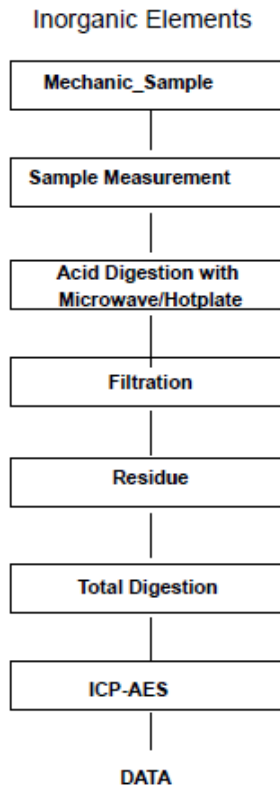 Inorganic Elements
Mechanic_Sample
Sample Measurement
Acid Digestion with
Microwave/Hotplate
Filtration
Residue
Total Digestion
ICP-AES
DATA